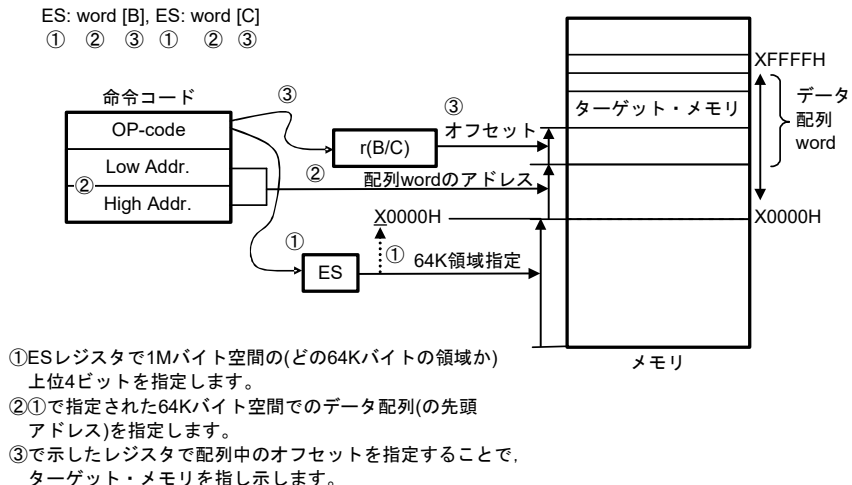 ES: word [B], ES: word [C]
① ② ③ ① ② ③
命令コード
OP-code
Low Addr.
②
High Addr.
③
r(B/C)
③
オフセット
②
配列wordのアドレス
X0000H
①
ES
①
64K領域指定
XFFFFH
ターゲット・メモリ
データ
配列
word
X0000H
メモリ
①ESレジスタで1Mバイト空間の(どの64Kバイトの領域か)
上位4ビットを指定します。
②①で指定された64Kバイト空間でのデータ配列(の先頭
アドレス)を指定します。
③で示したレジスタで配列中のオフセットを指定することで,
ターゲット・メモリを指し示します。